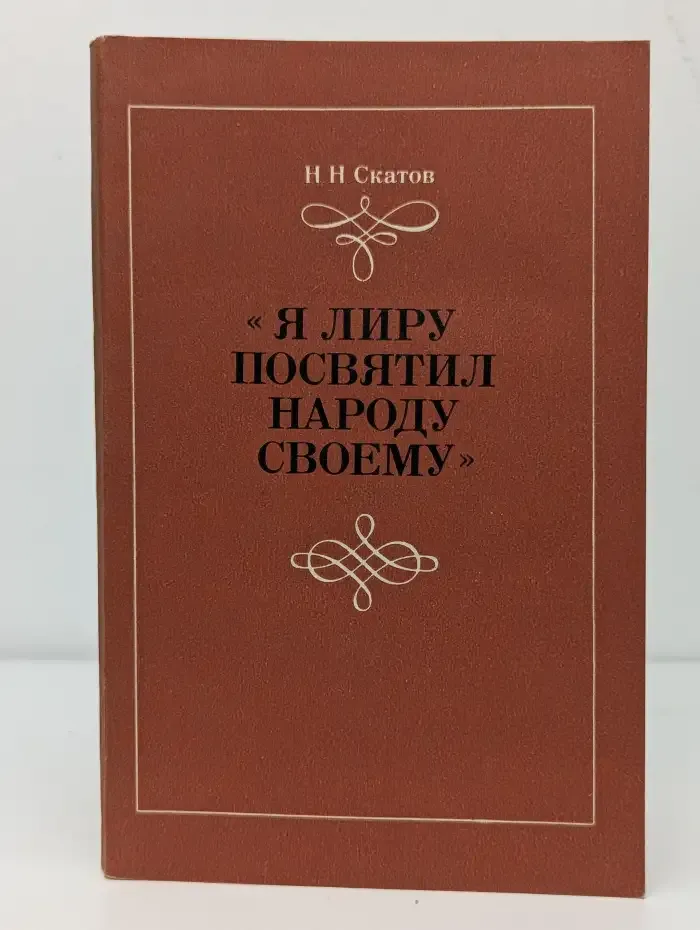 Н Н Скатов
« Я ЛИРУ
ПОСВЯТИЛ
НАРОДУ
СВОЕМУ»